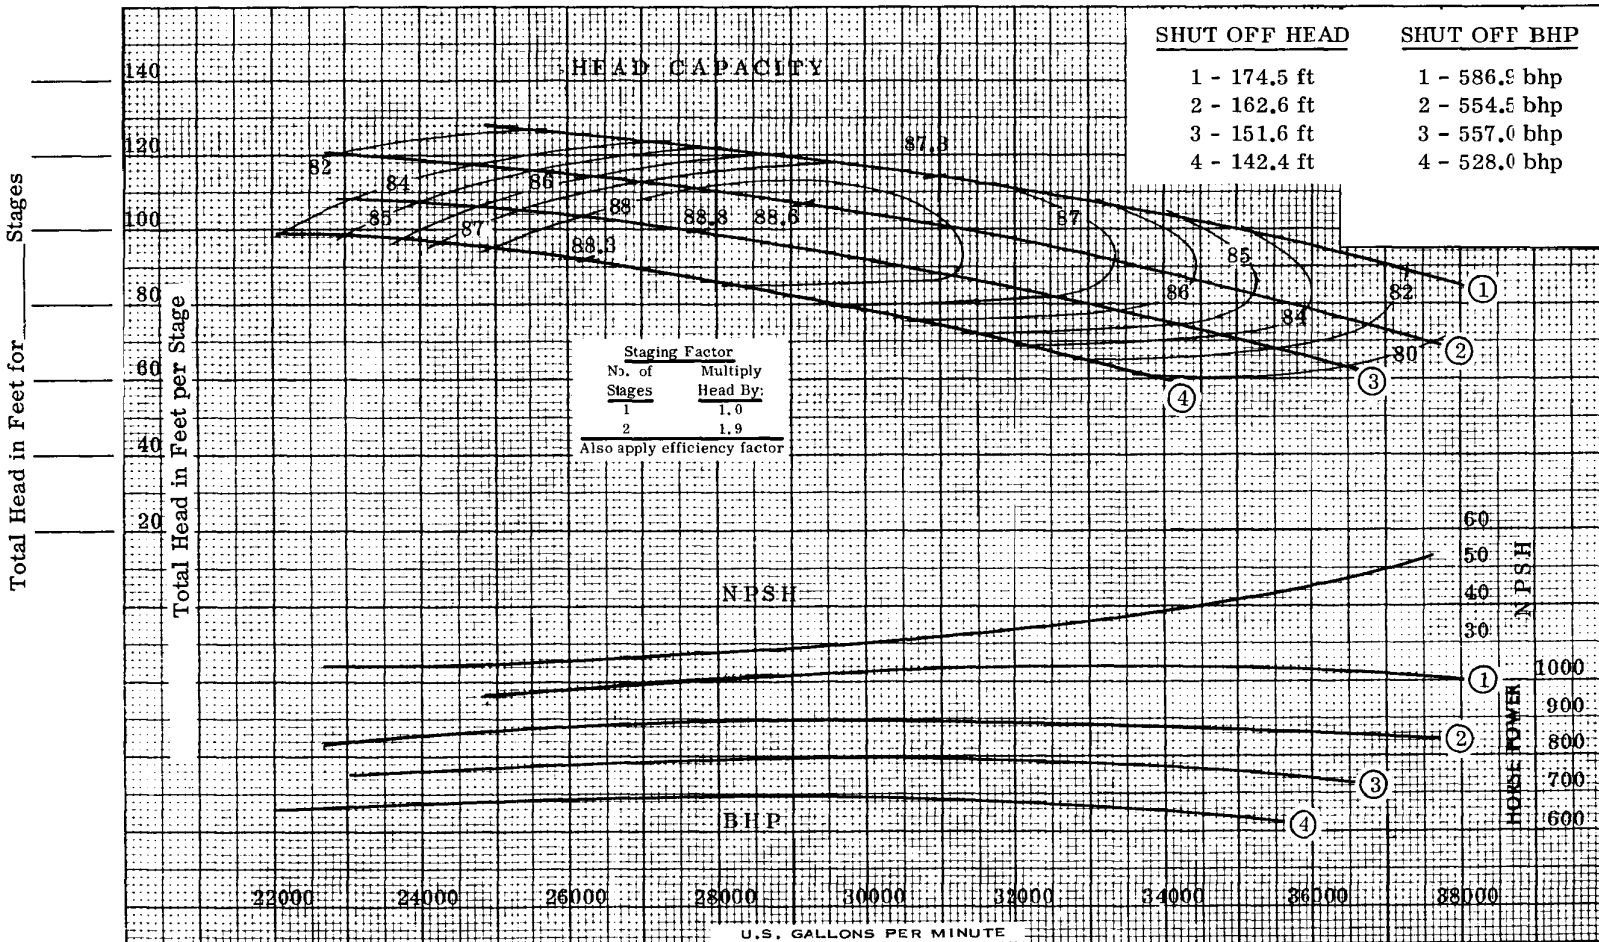 SHUT OFF HEAD
1 - 174.5 ft
2 - 162.6 ft
3 - 151.6 ft
4 - 142.4 ft
SHUT OFF BHP
1 - 586.9 bhp
2 - 554.5 bhp
3 - 557.0 bhp
4 - 528.0 bhp
HEAD CAPACITY
Total Head in Feet for ____ Stages
Total Head in Feet per Stage
140
120
100
80
60
40
20
82
84
85
86
87
88
88.3
88.8
88.6
87.3
87
86
85
84
82
80
1
2
3
4
Staging Factor
No. of Stages
Multiply Head By:
1 1.0
2 1.9
Also apply efficiency factor
NPSH
60
50
40
30
NPSH
1
2
3
4
BHP
1000
900
800
700
600
HORSE POWER
22000 24000 26000 28000 30000 32000 34000 36000 38000
U.S. GALLONS PER MINUTE